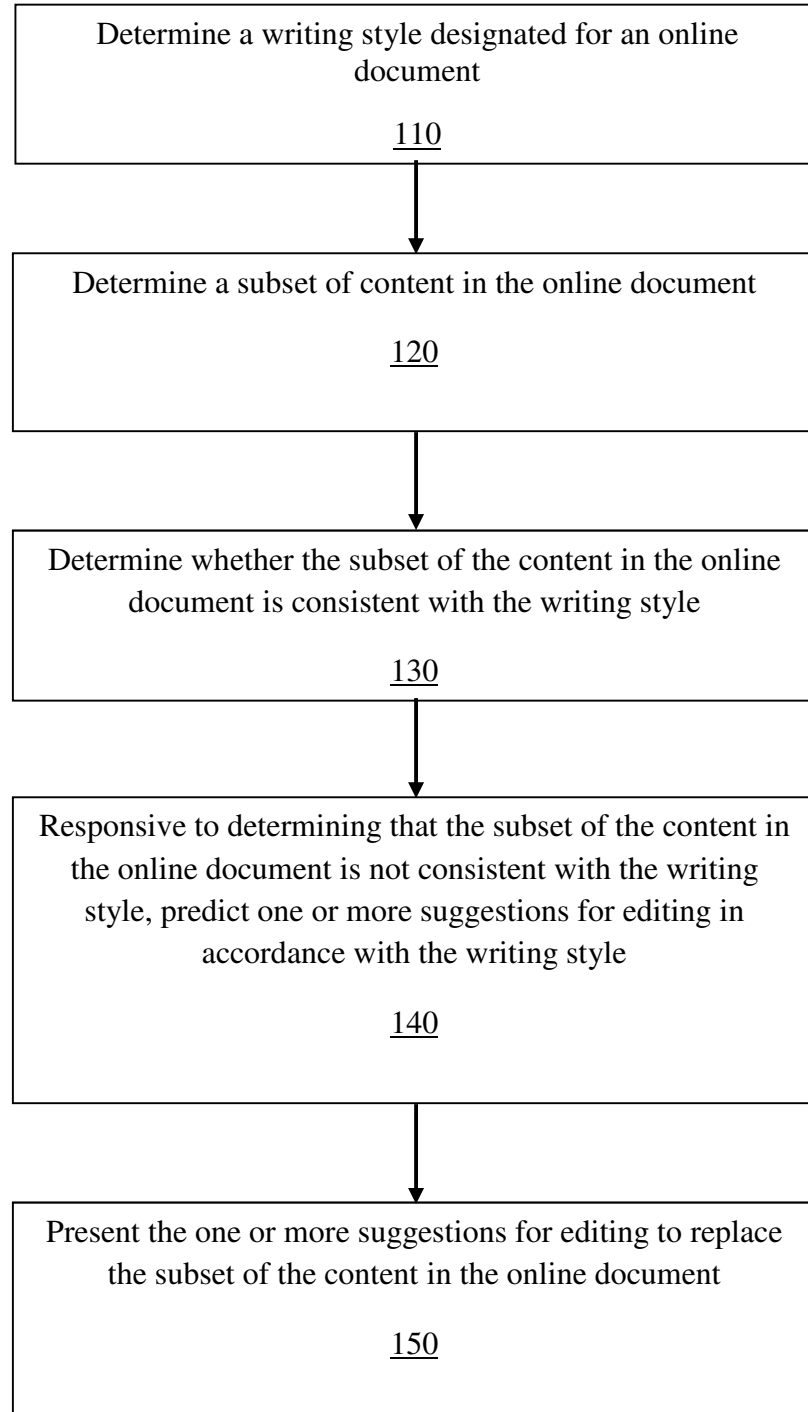 Determine a writing style designated for an online
document
110
Determine a subset of content in the online document
120
Determine whether the subset of the content in the online
document is consistent with the writing style
130
Responsive to determining that the subset of the content in
the online document is not consistent with the writing
style, predict one or more suggestions for editing in
accordance with the writing style
140
Present the one or more suggestions for editing to replace
the subset of the content in the online document
150